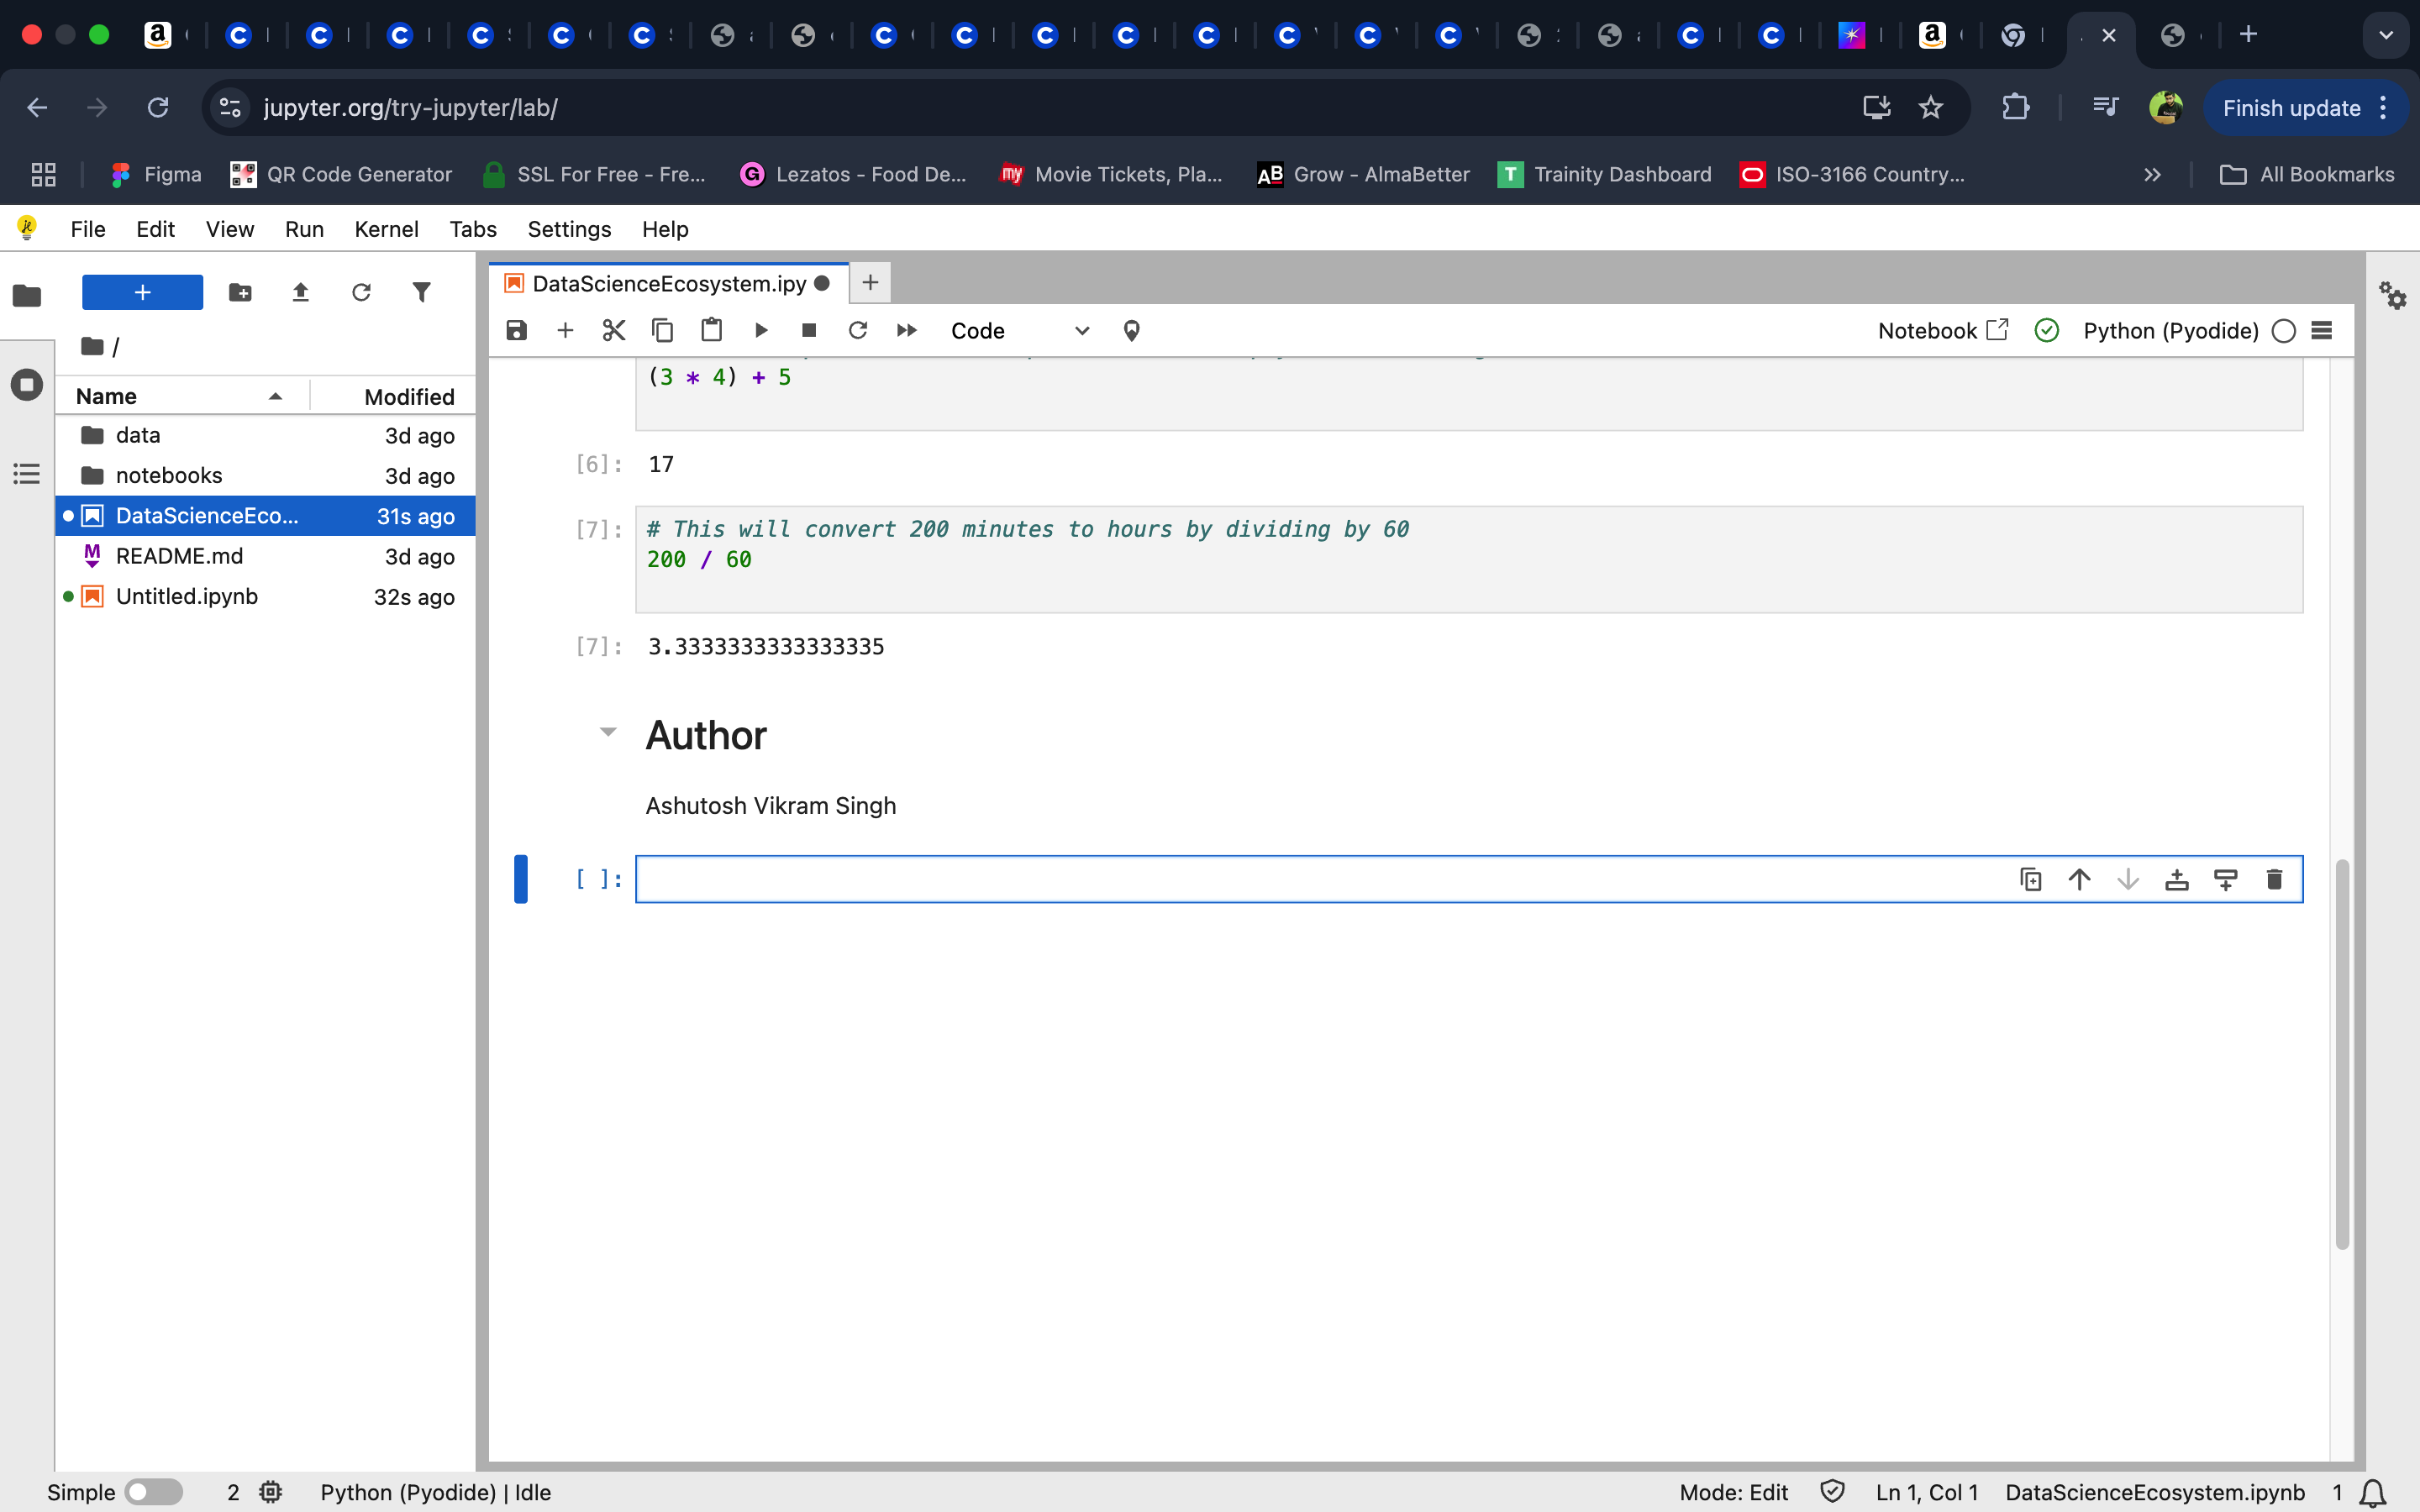 jupyter.org/try-jupyter/lab/
Finish update
Figma
QR Code Generator
SSL For Free - Fre...
Lezatos - Food De...
Movie Tickets, Pla...
Grow - AlmaBetter
Trainity Dashboard
ISO-3166 Country...
All Bookmarks
File Edit View Run Kernel Tabs Settings Help
DataScienceEcosystem.ipy
/
Code
Notebook
Python (Pyodide)
Name Modified
data 3d ago
notebooks 3d ago
DataScienceEco... 31s ago
README.md 3d ago
Untitled.ipynb 32s ago
(3 * 4) + 5
[6]: 17
[7]: # This will convert 200 minutes to hours by dividing by 60
200 / 60
[7]: 3.3333333333333335
Author
Ashutosh Vikram Singh
[ ]:
Simple 2 Python (Pyodide) | Idle Mode: Edit Ln 1, Col 1 DataScienceEcosystem.ipynb 1